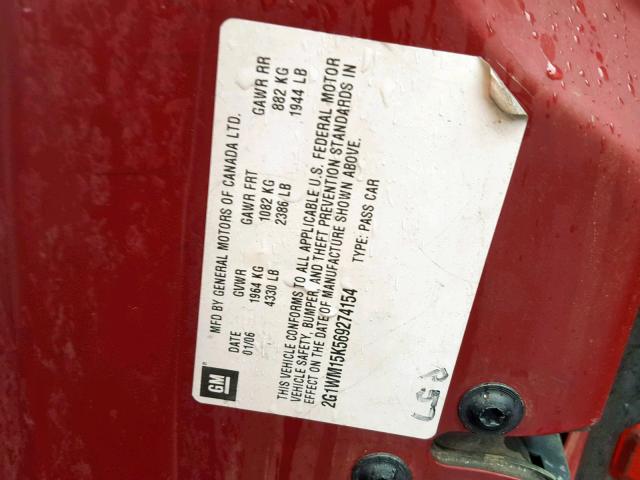 GM
MFD BY GENERAL MOTORS OF CANADA LTD.
DATE GVWR GAWR FRT GAWR RR
01/06 1964 KG 1082 KG 882 KG
4330 LB 2386 LB 1944 LB
THIS VEHICLE CONFORMS TO ALL APPLICABLE U.S. FEDERAL MOTOR
VEHICLE SAFETY, BUMPER, AND THEFT PREVENTION STANDARDS IN
EFFECT ON THE DATE OF MANUFACTURE SHOWN ABOVE.
2G1WM15K569274154 TYPE: PASS CAR